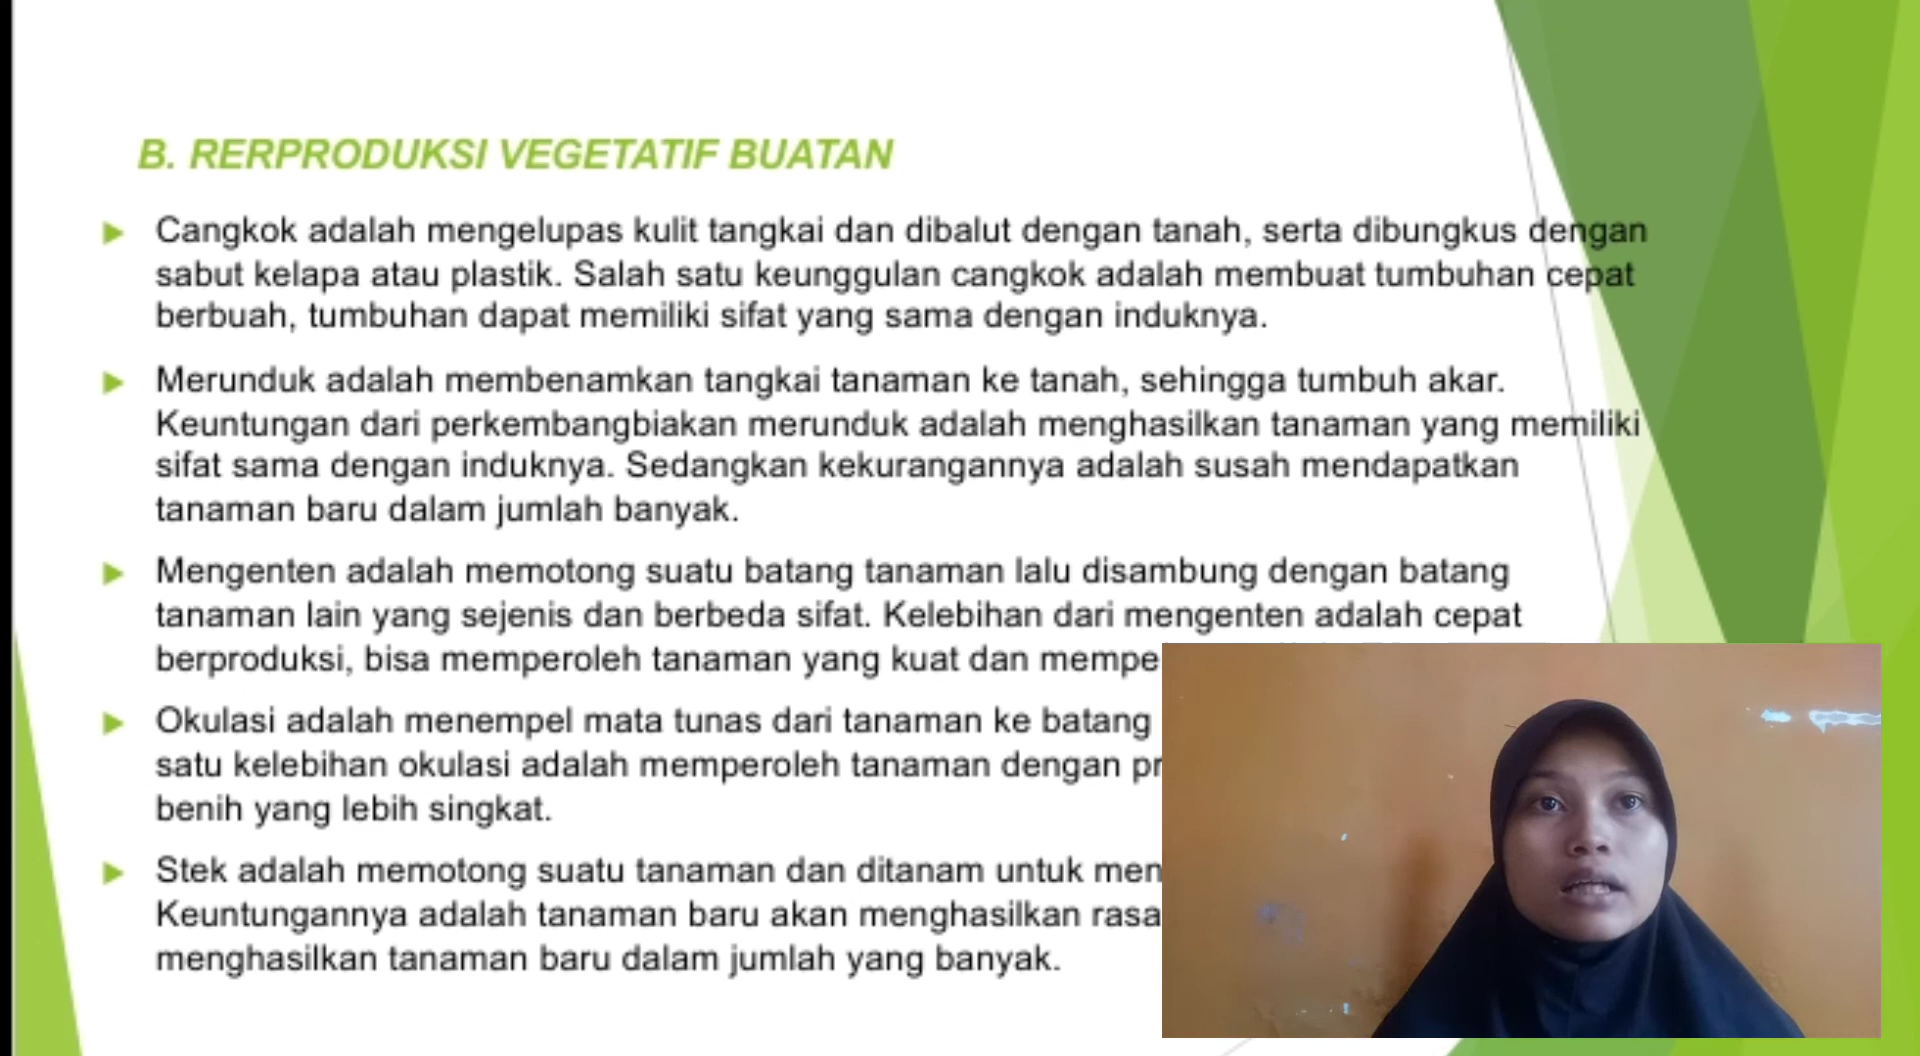 B. RERPRODUKSI VEGETATIF BUATAN
Cangkok adalah mengelupas kulit tangkai dan dibalut dengan tanah, serta dibungkus dengan
sabut kelapa atau plastik. Salah satu keunggulan cangkok adalah membuat tumbuhan cepat
berbuah, tumbuhan dapat memiliki sifat yang sama dengan induknya.
Merunduk adalah membenamkan tangkai tanaman ke tanah, sehingga tumbuh akar.
Keuntungan dari perkembangbiakan merunduk adalah menghasilkan tanaman yang memiliki
sifat sama dengan induknya. Sedangkan kekurangannya adalah susah mendapatkan
tanaman baru dalam jumlah banyak.
Mengenten adalah memotong suatu batang tanaman lalu disambung dengan batang
tanaman lain yang sejenis dan berbeda sifat. Kelebihan dari mengenten adalah cepat
berproduksi, bisa memperoleh tanaman yang kuat dan
Okulasi adalah menempel mata tunas dari tanaman ke batang
satu kelebihan okulasi adalah memperoleh tanaman dengan
benih yang lebih singkat.
Stek adalah memotong suatu tanaman dan ditanam untuk
Keuntungannya adalah tanaman baru akan menghasilkan rasa
menghasilkan tanaman baru dalam jumlah yang banyak.